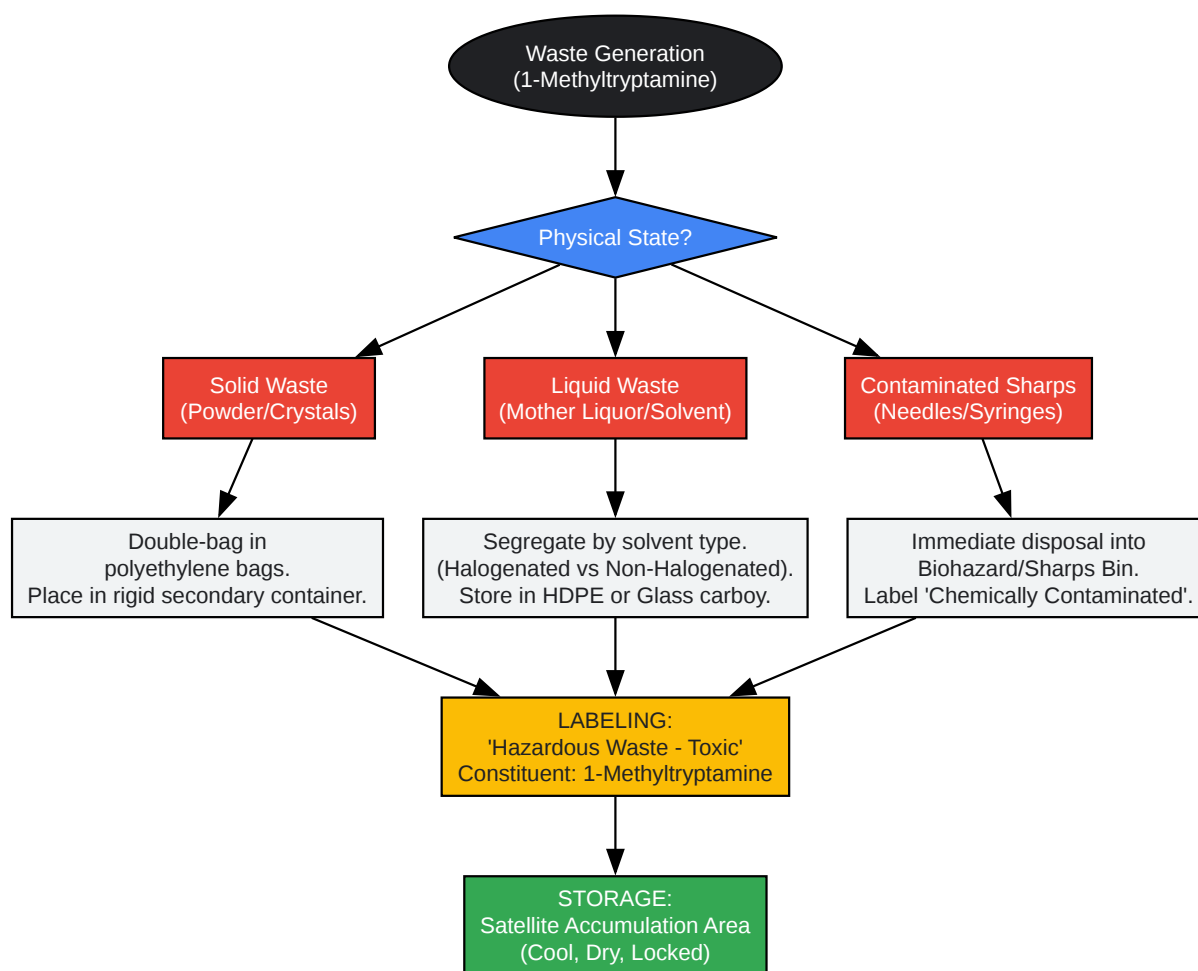 Waste Generation
(1-Methyltryptamine)
Physical State?
Solid Waste
(Powder/Crystals)
Liquid Waste
(Mother Liquor/Solvent)
Contaminated Sharps
(Needles/Syringes)
Double-bag in
polyethylene bags.
Place in rigid secondary container.
Segregate by solvent type.
(Halogenated vs Non-Halogenated).
Store in HDPE or Glass carboy.
Immediate disposal into
Biohazard/Sharps Bin.
Label 'Chemically Contaminated'.
LABELING:
'Hazardous Waste - Toxic'
Constituent: 1-Methyltryptamine
STORAGE:
Satellite Accumulation Area
(Cool, Dry, Locked)